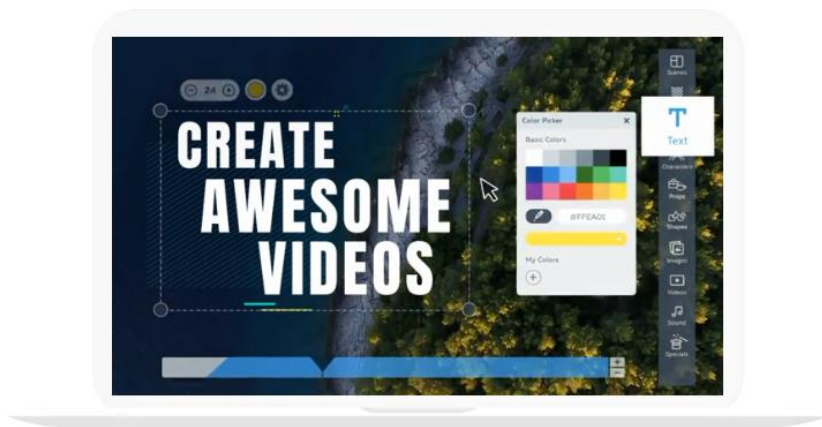 24
CREATE
AWESOME
VIDEOS
Color Picker
Basic Colors
#FFEA01
My Colors
Scenes
Text
Characters
Props
Shapes
Images
Videos
Sound
Specials